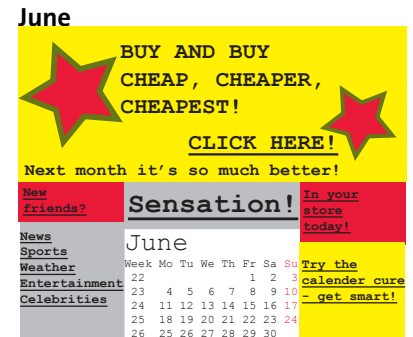 June
BUY AND BUY
CHEAP, CHEAPER,
CHEAPEST!
CLICK HERE!
Next month it's so much better!
New
friends?
Sensation!
In your
store
today!
News
Sports
Weather
Entertainment
Celebrities
June
Week Mo Tu We Th Fr Sa Su
22 1 2 3
23 4 5 6 7 8 9 10
24 11 12 13 14 15 16 17
25 18 19 20 21 22 23 24
26 25 26 27 28 29 30
Try the
calender cure
- get smart!